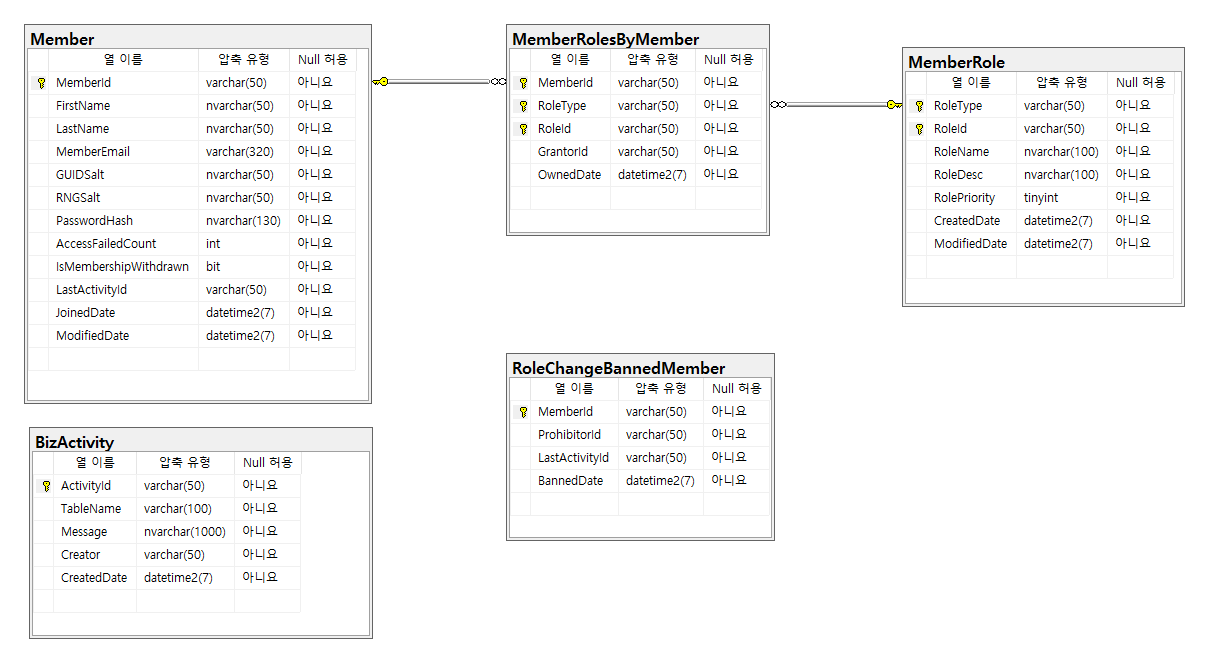 Member
열 이름 압축 유형 Null 허용
MemberId varchar(50) 아니요
FirstName nvarchar(50) 아니요
LastName nvarchar(50) 아니요
MemberEmail varchar(320) 아니요
GUIDSalt nvarchar(50) 아니요
RNGSalt nvarchar(50) 아니요
PasswordHash nvarchar(130) 아니요
AccessFailedCount int 아니요
IsMembershipWithdrawn bit 아니요
LastActivityId varchar(50) 아니요
JoinedDate datetime2(7) 아니요
ModifiedDate datetime2(7) 아니요
MemberRolesByMember
열 이름 압축 유형 Null 허용
MemberId varchar(50) 아니요
RoleType varchar(50) 아니요
RoleId varchar(50) 아니요
GrantorId varchar(50) 아니요
OwnedDate datetime2(7) 아니요
MemberRole
열 이름 압축 유형 Null 허용
RoleType varchar(50) 아니요
RoleId varchar(50) 아니요
RoleName nvarchar(100) 아니요
RoleDesc nvarchar(100) 아니요
RolePriority tinyint 아니요
CreatedDate datetime2(7) 아니요
ModifiedDate datetime2(7) 아니요
RoleChangeBannedMember
열 이름 압축 유형 Null 허용
MemberId varchar(50) 아니요
ProhibitorId varchar(50) 아니요
LastActivityId varchar(50) 아니요
BannedDate datetime2(7) 아니요
BizActivity
열 이름 압축 유형 Null 허용
ActivityId varchar(50) 아니요
TableName varchar(100) 아니요
Message nvarchar(1000) 아니요
Creator varchar(50) 아니요
CreatedDate datetime2(7) 아니요